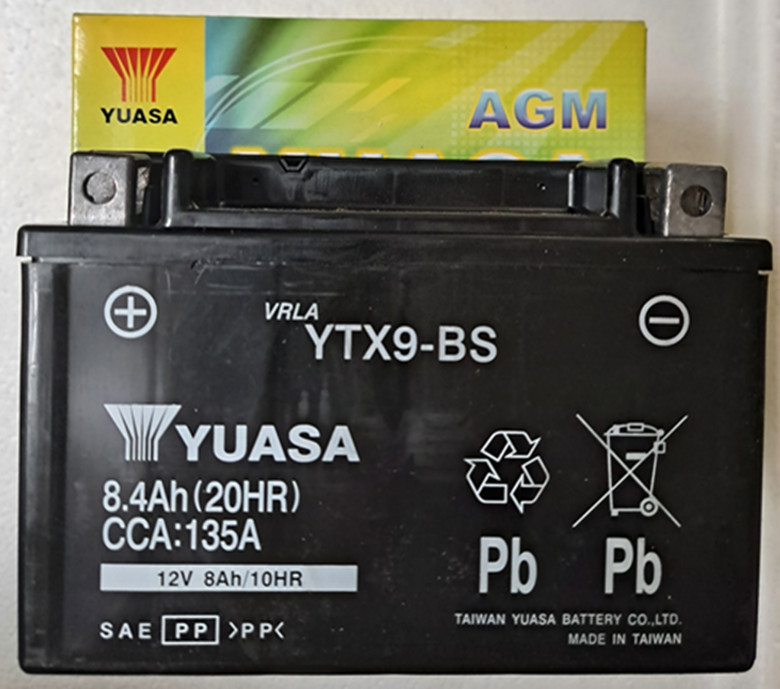 YUASA
AGM
VRLA
YTX9-BS
YUASA
8.4Ah(20HR)
CCA:135A
12V 8Ah/10HR
SAE PP >PP<
Pb Pb
TAIWAN YUASA BATTERY CO.,LTD.
MADE IN TAIWAN